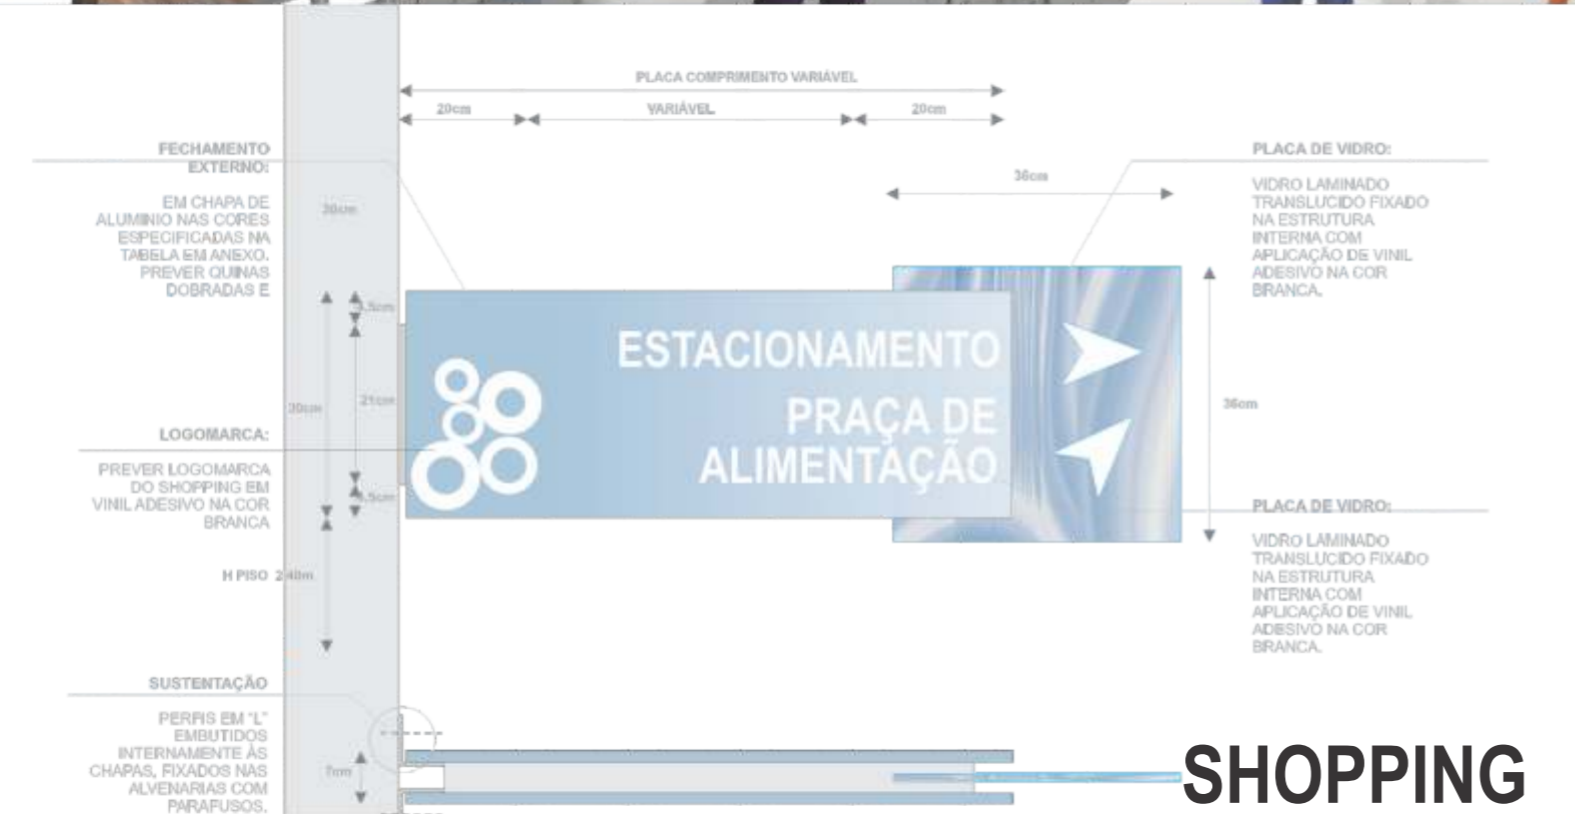 PLACA COMPRIMENTO VARIÁVEL
20cm
VARIÁVEL
20cm
FECHAMENTO
EXTERNO:
EM CHAPA DE
ALUMINIO NAS CORES
ESPECIFICADAS NA
TABELA EM ANEXO.
PREVER QUINAS
DOBRADAS E
36cm
PLACA DE VIDRO:
VIDRO LAMINADO
TRANSLUCIDO FIXADO
NA ESTRUTURA
INTERNA COM
APLICAÇÃO DE VINIL
ADESIVO NA COR
BRANCA.
30cm
21cm
ESTACIONAMENTO
PRAÇA DE
ALIMENTAÇÃO
36cm
LOGOMARCA:
PREVER LOGOMARCA
DO SHOPPING EM
VINIL ADESIVO NA COR
BRANCA
H PISO 2.40m
PLACA DE VIDRO:
VIDRO LAMINADO
TRANSLUCIDO FIXADO
NA ESTRUTURA
INTERNA COM
APLICAÇÃO DE VINIL
ADESIVO NA COR
BRANCA.
SUSTENTAÇÃO
PERFIS EM "L"
EMBUTIDOS
INTERNAMENTE ÀS
CHAPAS, FIXADOS NAS
ALVENARIAS COM
PARAFUSOS.
SHOPPING